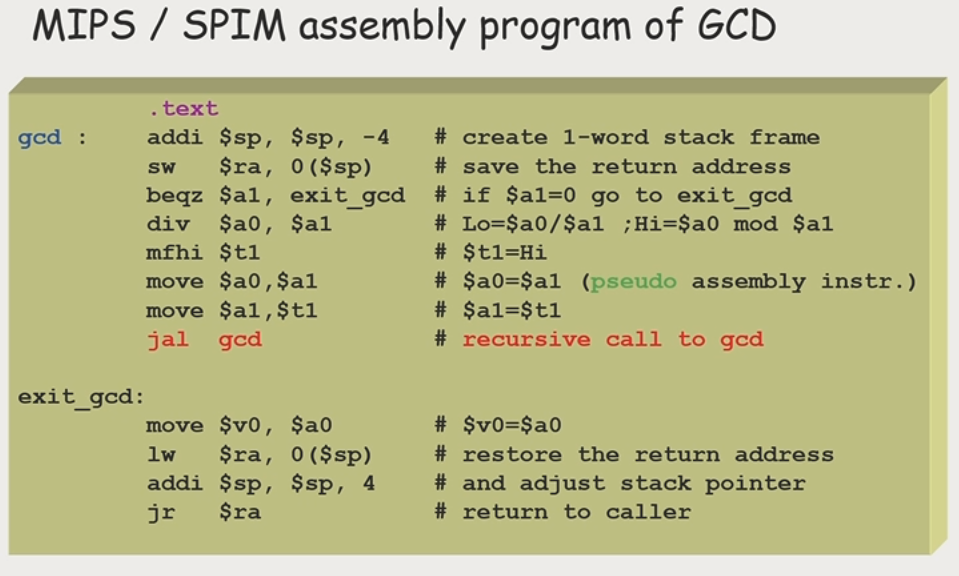 MIPS / SPIM assembly program of GCD
.text
gcd : addi $sp, $sp, -4 # create 1-word stack frame
sw $ra, 0($sp) # save the return address
beqz $a1, exit_gcd # if $a1=0 go to exit_gcd
div $a0, $a1 # Lo=$a0/$a1 ;Hi=$a0 mod $a1
mfhi $t1 # $t1=Hi
move $a0,$a1 # $a0=$a1 (pseudo assembly instr.)
move $a1,$t1 # $a1=$t1
jal gcd # recursive call to gcd
exit_gcd:
move $v0, $a0 # $v0=$a0
lw $ra, 0($sp) # restore the return address
addi $sp, $sp, 4 # and adjust stack pointer
jr $ra # return to caller